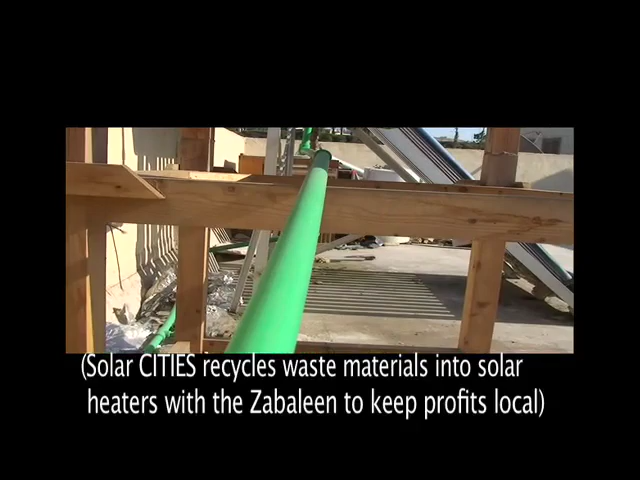 (Solar CITIES recycles waste materials into solar
heaters with the Zabaleen to keep profits local)